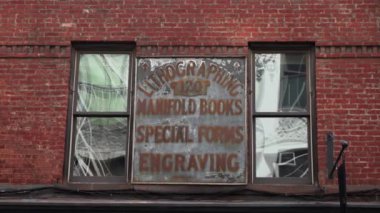 LITHOGRAPHING
MANIFOLD BOOKS
SPECIAL FORMS
ENGRAVING